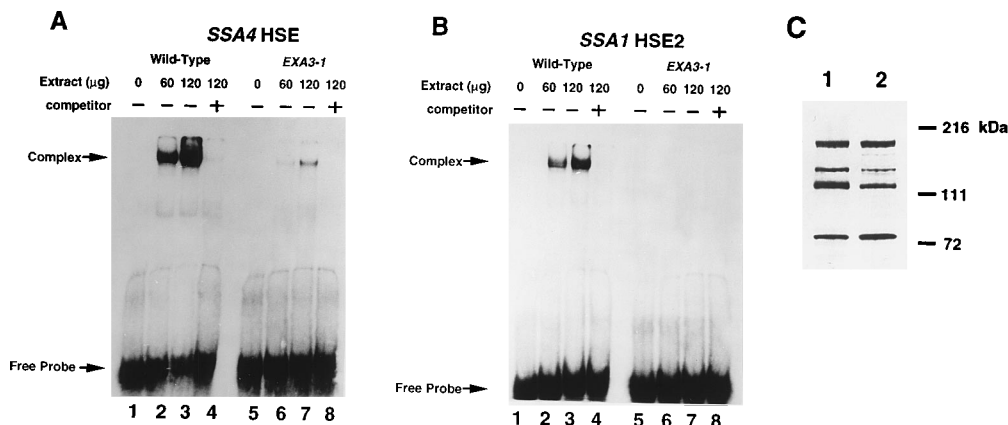 A
SSA4 HSE
Wild-Type EXA3-1
Extract (μg) 0 60 120 120 0 60 120 120
competitor − − − + − − − +
Complex
Free Probe
1 2 3 4 5 6 7 8
B
SSA1 HSE2
Wild-Type EXA3-1
Extract (μg) 0 60 120 120 0 60 120 120
competitor − − − + − − − +
Complex
Free Probe
1 2 3 4 5 6 7 8
C
1 2
216 kDa
111
72